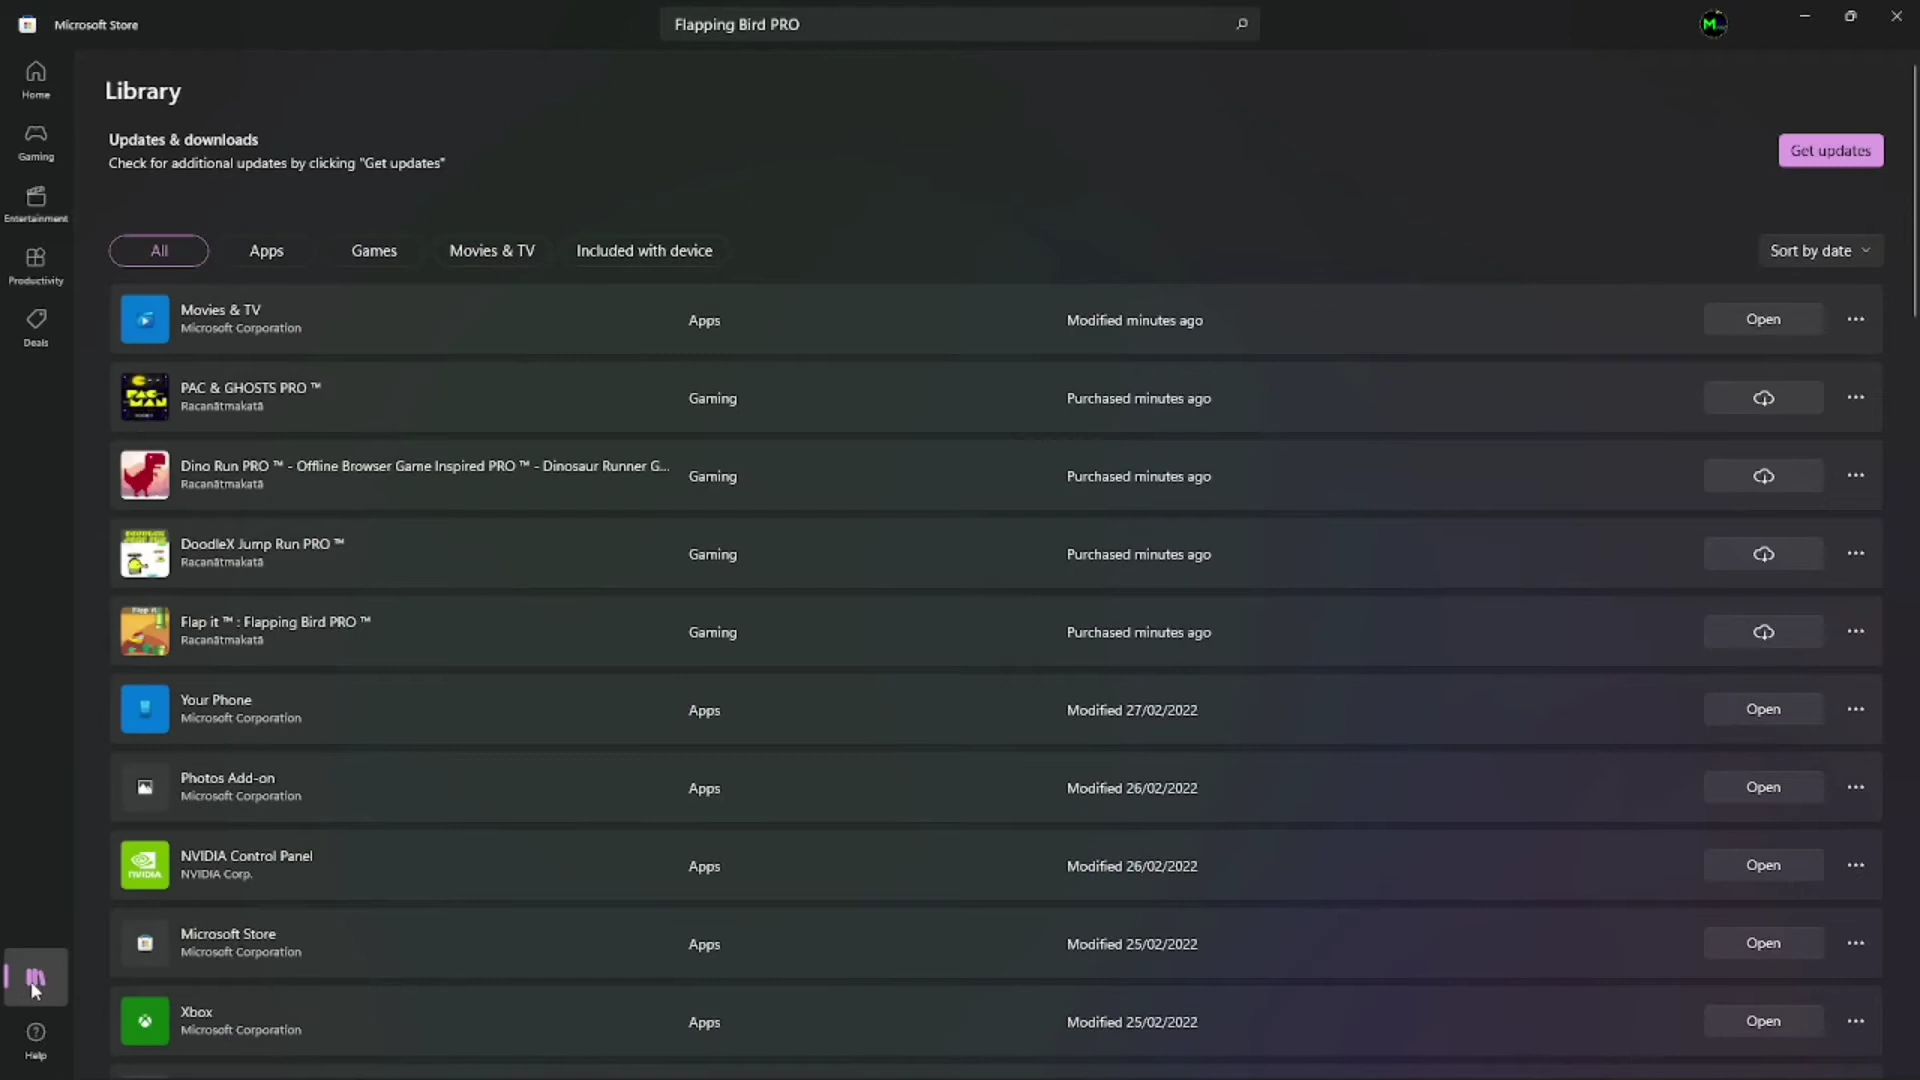 Microsoft Store
Flapping Bird PRO
Home
Gaming
Entertainment
Productivity
Deals
Help
Library
Updates & downloads
Check for additional updates by clicking "Get updates"
Get updates
All Apps Games Movies & TV Included with device
Sort by date
Movies & TV
Microsoft Corporation
Apps
Modified minutes ago
Open
PAC & GHOSTS PRO ™
Racanātmakatā
Gaming
Purchased minutes ago
Dino Run PRO ™ - Offline Browser Game Inspired PRO ™ - Dinosaur Runner G...
Racanātmakatā
Gaming
Purchased minutes ago
DoodleX Jump Run PRO ™
Racanātmakatā
Gaming
Purchased minutes ago
Flap it
Flap it ™ : Flapping Bird PRO ™
Racanātmakatā
Gaming
Purchased minutes ago
Your Phone
Microsoft Corporation
Apps
Modified 27/02/2022
Open
Photos Add-on
Microsoft Corporation
Apps
Modified 26/02/2022
Open
NVIDIA
NVIDIA Control Panel
NVIDIA Corp.
Apps
Modified 26/02/2022
Open
Microsoft Store
Microsoft Corporation
Apps
Modified 25/02/2022
Open
Xbox
Microsoft Corporation
Apps
Modified 25/02/2022
Open